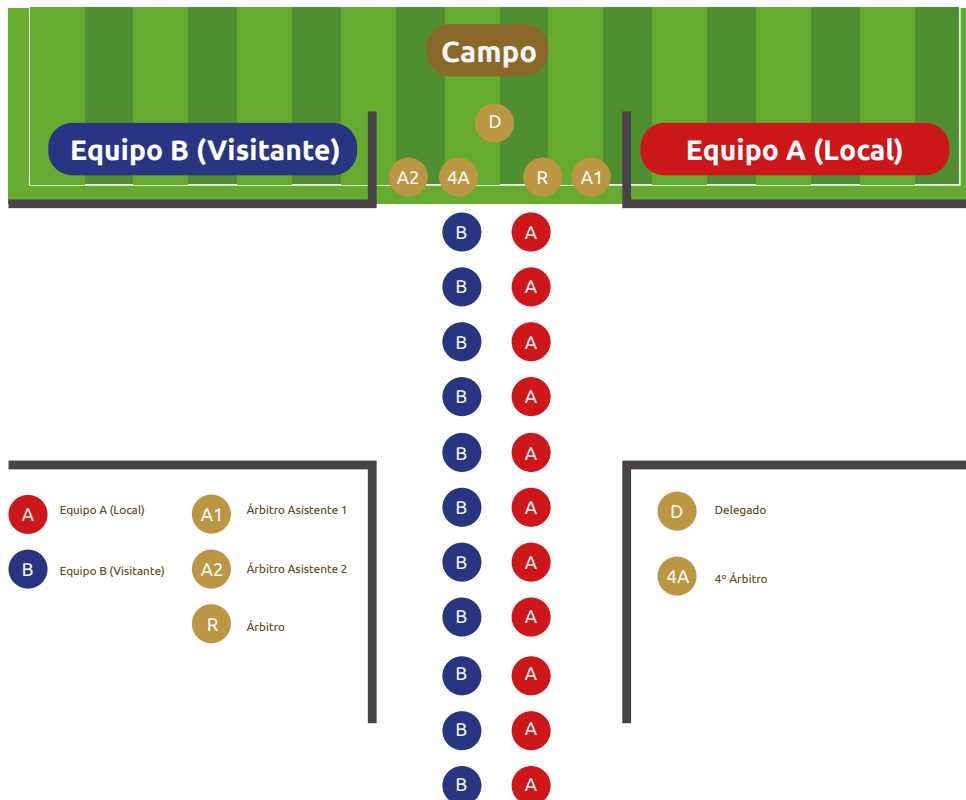 Campo
D
Equipo B (Visitante)
Equipo A (Local)
A2 4A R A1
B A
B A
B A
B A
B A
B A
B A
B A
B A
B A
B A
A Equipo A (Local)
B Equipo B (Visitante)
A1 Árbitro Asistente 1
A2 Árbitro Asistente 2
R Árbitro
D Delegado
4A 4º Árbitro